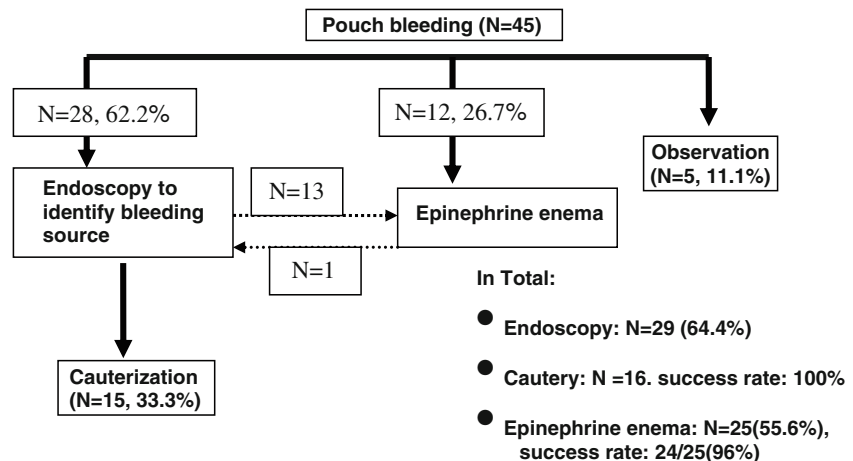 Pouch bleeding (N=45)
N=28, 62.2%
N=12, 26.7%
Observation
(N=5, 11.1%)
Endoscopy to
identify bleeding
source
N=13
Epinephrine enema
N=1
Cauterization
(N=15, 33.3%)
In Total:
● Endoscopy: N=29 (64.4%)
● Cautery: N =16. success rate: 100%
● Epinephrine enema: N=25(55.6%),
success rate: 24/25(96%)